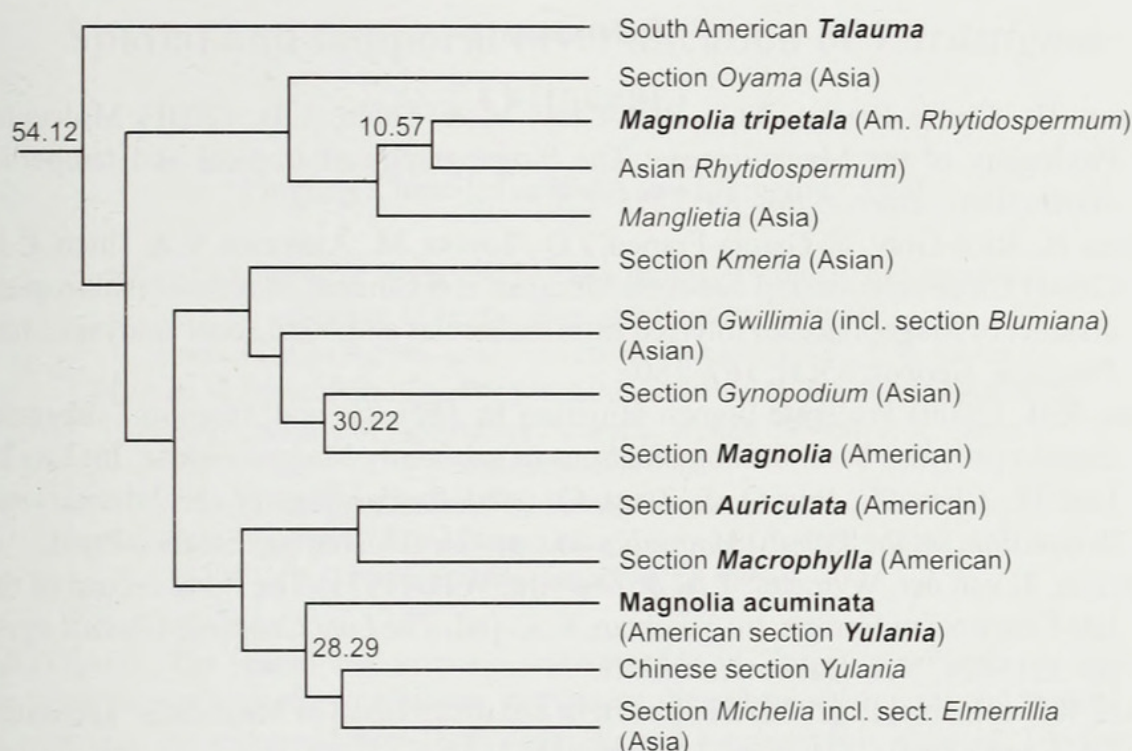 South American Talauma
Section Oyama (Asia)
54.12
10.57
Magnolia tripetala (Am. Rhytidospermum)
Asian Rhytidospermum)
Manglietia (Asia)
Section Kmeria (Asian)
Section Gwillimia (incl. section Blumiana)
(Asian)
Section Gynopodium (Asian)
30.22
Section Magnolia (American)
Section Auriculata (American)
Section Macrophylla (American)
Magnolia acuminata
(American section Yulania)
28.29
Chinese section Yulania
Section Michelia incl. sect. Elmerrillia
(Asia)